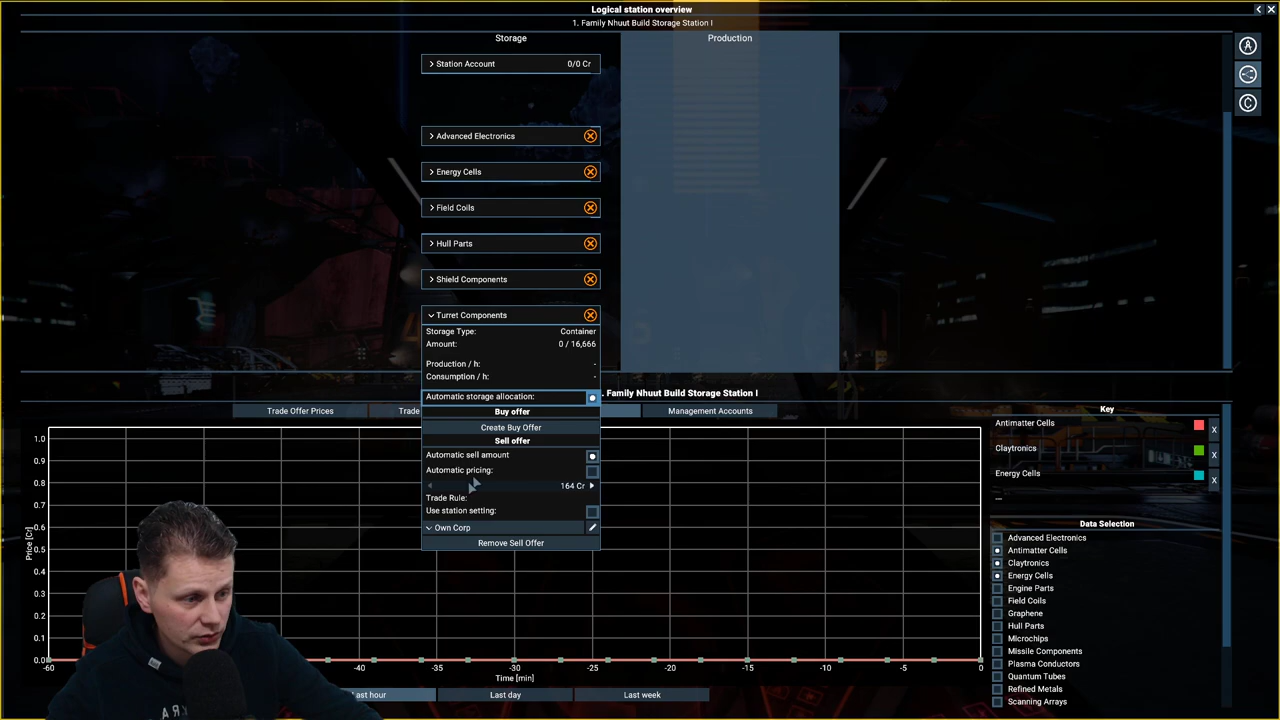 Logical station overview
1. Family Nhuut Build Storage Station I
Storage
Production
Station Account 0/0 Cr
Advanced Electronics
Energy Cells
Field Coils
Hull Parts
Shield Components
Turret Components
Storage Type: Container
Amount: 0 / 16,666
Production / h: -
Consumption / h: -
Automatic storage allocation:
Buy offer
Create Buy Offer
Sell offer
Automatic sell amount
Automatic pricing:
164 Cr
Trade Rule:
Use station setting:
Own Corp
Remove Sell Offer
. Family Nhuut Build Storage Station I
Trade Offer Prices
Trade
Management Accounts
Key
Antimatter Cells X
Claytronics X
Energy Cells X
Data Selection
Advanced Electronics
Antimatter Cells
Claytronics
Energy Cells
Engine Parts
Field Coils
Graphene
Hull Parts
Microchips
Missile Components
Plasma Conductors
Quantum Tubes
Refined Metals
Scanning Arrays
Price [Cr]
1.0
0.9
0.8
0.7
0.6
0.5
0.4
0.3
0.2
0.1
0.0
-60 -40 -35 -30 -25 -20 -15 -10 -5 0
Time [min]
ast hour
Last day
Last week
A
C